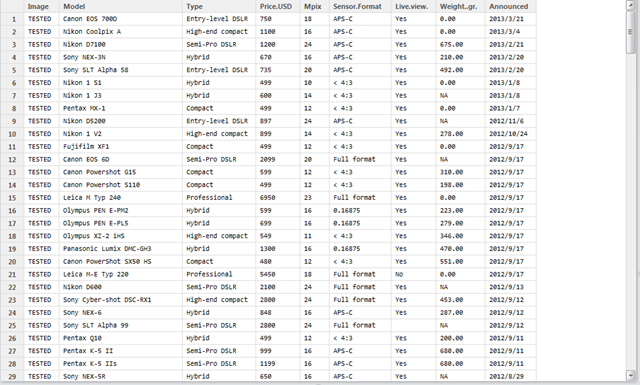 Image Model Type Price.USD Mpix Sensor.Format Live.view. Weight..gr. Announced
1 TESTED Canon EOS 700D Entry-level DSLR 750 18 APS-C Yes 0.00 2013/3/21
2 TESTED Nikon Coolpix A High-end compact 1100 16 APS-C Yes 0.00 2013/3/4
3 TESTED Nikon D7100 Semi-Pro DSLR 1200 24 APS-C Yes 675.00 2013/2/21
4 TESTED Sony NEX-3N Hybrid 670 16 APS-C Yes 210.00 2013/2/20
5 TESTED Sony SLT Alpha 58 Entry-level DSLR 735 20 APS-C Yes 492.00 2013/2/20
6 TESTED Nikon 1 S1 Hybrid 499 10 < 4:3 Yes 0.00 2013/1/8
7 TESTED Nikon 1 J3 Hybrid 600 14 < 4:3 Yes NA 2013/1/8
8 TESTED Pentax MX-1 Compact 499 12 < 4:3 Yes 0.00 2013/1/7
9 TESTED Nikon D5200 Entry-level DSLR 897 24 APS-C Yes NA 2012/11/6
10 TESTED Nikon 1 V2 High-end compact 899 14 < 4:3 Yes 278.00 2012/10/24
11 TESTED Fujifilm XF1 Compact 499 12 < 4:3 Yes 0.00 2012/9/17
12 TESTED Canon EOS 6D Semi-Pro DSLR 2099 20 Full format Yes NA 2012/9/17
13 TESTED Canon Powershot G15 Compact 599 12 < 4:3 Yes 310.00 2012/9/17
14 TESTED Canon Powershot S110 Compact 499 12 < 4:3 Yes 198.00 2012/9/17
15 TESTED Leica M Typ 240 Professional 6950 23 Full format Yes 0.00 2012/9/17
16 TESTED Olympus PEN E-PM2 Hybrid 599 16 0.16875 Yes 223.00 2012/9/17
17 TESTED Olympus PEN E-PL5 Hybrid 699 16 0.16875 Yes 279.00 2012/9/17
18 TESTED Olympus XZ-2 iHS High-end compact 549 11 < 4:3 Yes 346.00 2012/9/17
19 TESTED Panasonic Lumix DMC-GH3 Hybrid 1300 16 0.16875 Yes 470.00 2012/9/17
20 TESTED Canon PowerShot SX50 HS Compact 480 12 < 4:3 Yes 551.00 2012/9/17
21 TESTED Leica M-E Typ 220 Professional 5450 18 Full format No 0.00 2012/9/17
22 TESTED Nikon D600 Semi-Pro DSLR 2100 24 Full format Yes NA 2012/9/13
23 TESTED Sony Cyber-shot DSC-RX1 High-end compact 2800 24 Full format Yes 453.00 2012/9/12
24 TESTED Sony NEX-6 Hybrid 848 16 APS-C Yes 287.00 2012/9/12
25 TESTED Sony SLT Alpha 99 Semi-Pro DSLR 2800 24 Full format NA 2012/9/12
26 TESTED Pentax Q10 Hybrid 499 12 < 4:3 Yes 200.00 2012/9/11
27 TESTED Pentax K-5 II Semi-Pro DSLR 999 16 APS-C Yes 680.00 2012/9/11
28 TESTED Pentax K-5 IIs Semi-Pro DSLR 1199 16 APS-C Yes 680.00 2012/9/11
29 TESTED Sony NEX-5R Hybrid 650 16 APS-C Yes NA 2012/8/29